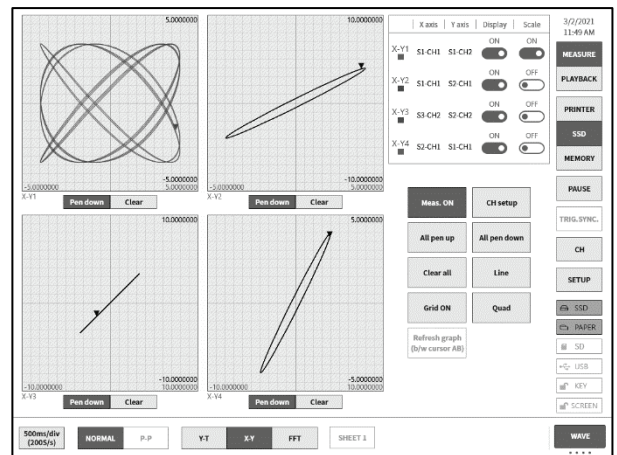 5.0000000
-5.0000000
-5.0000000 5.0000000
X-Y1
Pen down Clear
10.0000000
-10.0000000
-5.0000000 5.0000000
X-Y2
Pen down Clear
10.0000000
-10.0000000
-10.0000000 10.0000000
X-Y3
Pen down Clear
5.0000000
-5.0000000
-10.0000000 10.0000000
X-Y4
Pen down Clear
X axis Y axis Display Scale
ON ON
X-Y1 S1-CH1 S1-CH2
ON OFF
X-Y2 S1-CH1 S2-CH1
ON OFF
X-Y3 S3-CH2 S2-CH1
ON OFF
X-Y4 S2-CH1 S1-CH1
Meas. ON CH setup
All pen up All pen down
Clear all Line
Grid ON Quad
Refresh graph
(b/w cursor AB)
3/2/2021
11:49 AM
MEASURE
PLAYBACK
PRINTER
SSD
MEMORY
PAUSE
TRIG.SYNC.
CH
SETUP
SSD
PAPER
SD
USB
KEY
SCREEN
500ms/div
(200S/s)
NORMAL P-P
Y-T X-Y FFT
SHEET 1
WAVE